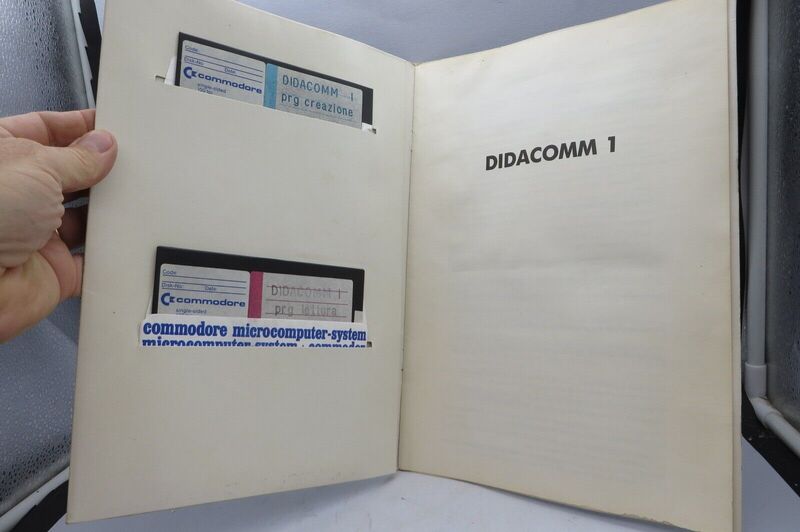 Code:
Disk-No: Date:
commodore
single-sided
DIDACOMM 1
prg creazione
Code:
Disk-No: Date:
commodore
single-sided
DIDACOMM 1
prg lettura
commodore microcomputer-system
microcomputer-system • commodor
DIDACOMM 1